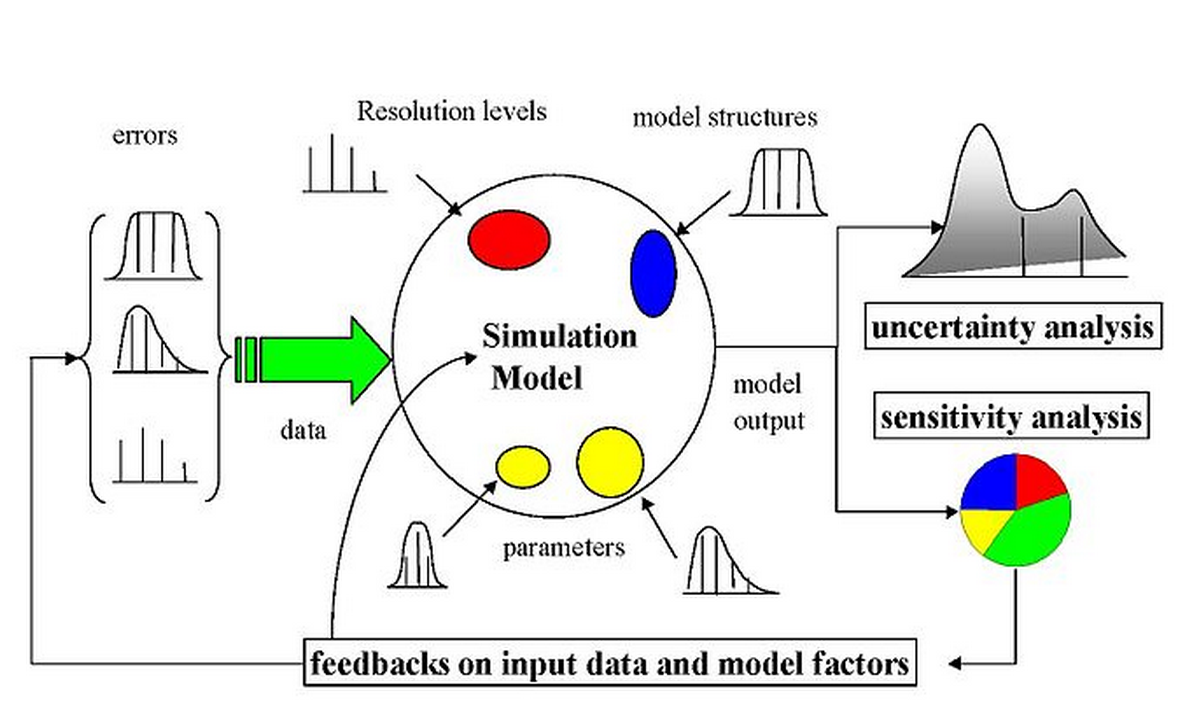 Resolution levels
model structures
errors
uncertainty analysis
Simulation
Model
model
output
sensitivity analysis
data
parameters
feedbacks on input data and model factors